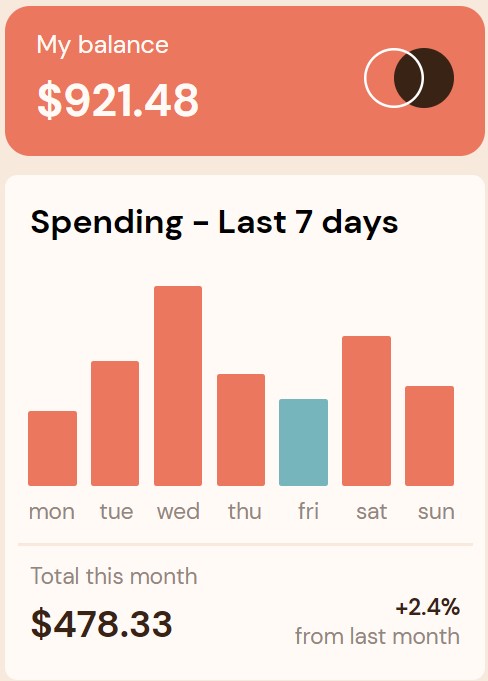 My balance
$921.48
Spending - Last 7 days
mon tue wed thu fri sat sun
Total this month
$478.33
+2.4%
from last month